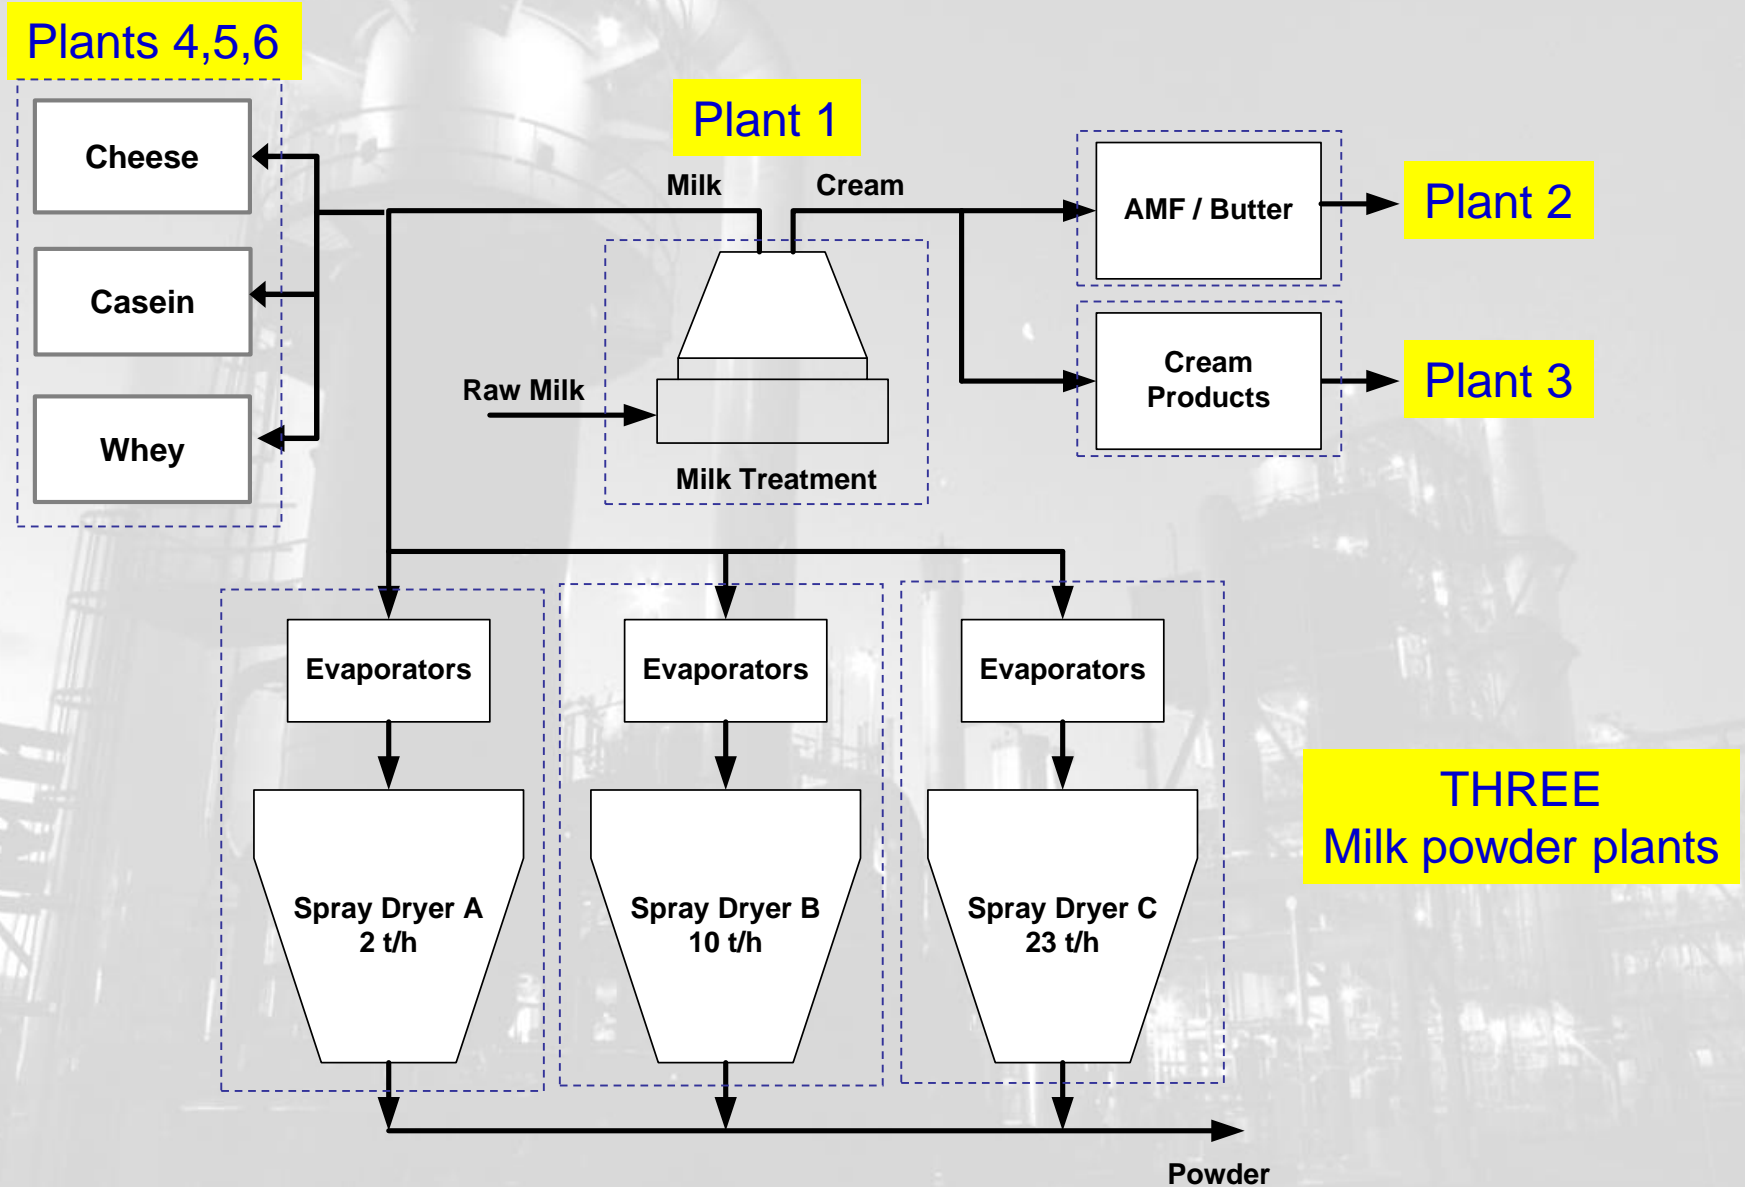 Plants 4,5,6
Plant 1
Cheese
Casein
Whey
Milk
Cream
Raw Milk
Milk Treatment
AMF / Butter
Plant 2
Cream
Products
Plant 3
Evaporators
Evaporators
Evaporators
Spray Dryer A
2 t/h
Spray Dryer B
10 t/h
Spray Dryer C
23 t/h
THREE
Milk powder plants
Powder